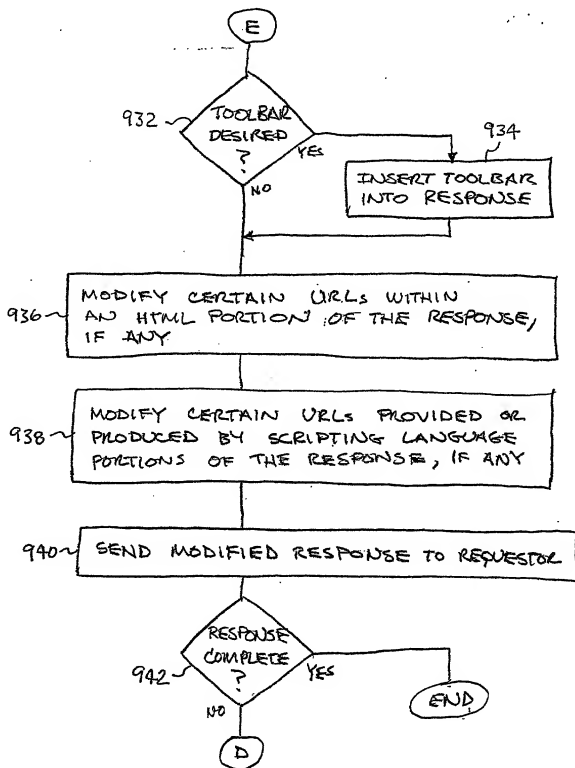 E
932
TOOLBAR
DESIRED
?
YES
NO
934
INSERT TOOLBAR
INTO RESPONSE
936
MODIFY CERTAIN URLs WITHIN
AN HTML PORTION OF THE RESPONSE,
IF ANY
938
MODIFY CERTAIN URLs PROVIDED OR
PRODUCED BY SCRIPTING LANGUAGE
PORTIONS OF THE RESPONSE, IF ANY
940
SEND MODIFIED RESPONSE TO REQUESTOR
RESPONSE
COMPLETE
?
942
YES
NO
END
D